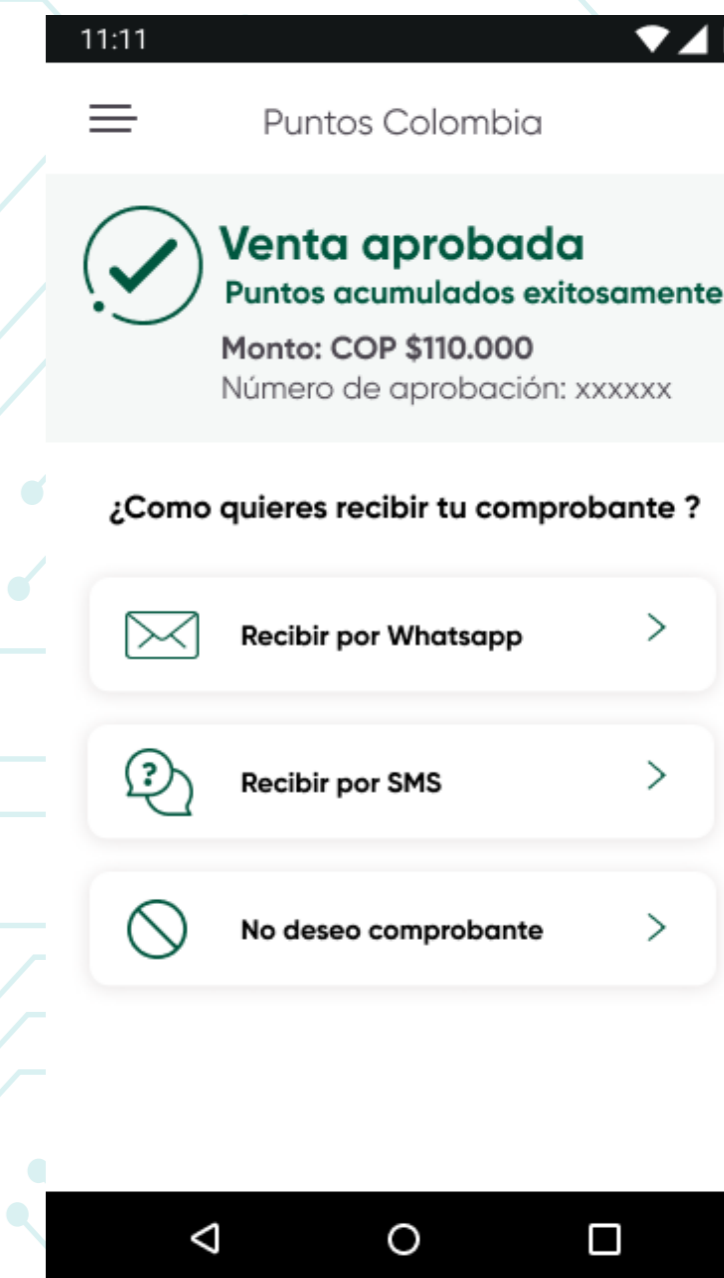 11:11
Puntos Colombia
Venta aprobada
Puntos acumulados exitosamente
Monto: COP $110.000
Número de aprobación: xxxxxx
¿Como quieres recibir tu comprobante ?
Recibir por Whatsapp
?
Recibir por SMS
No deseo comprobante